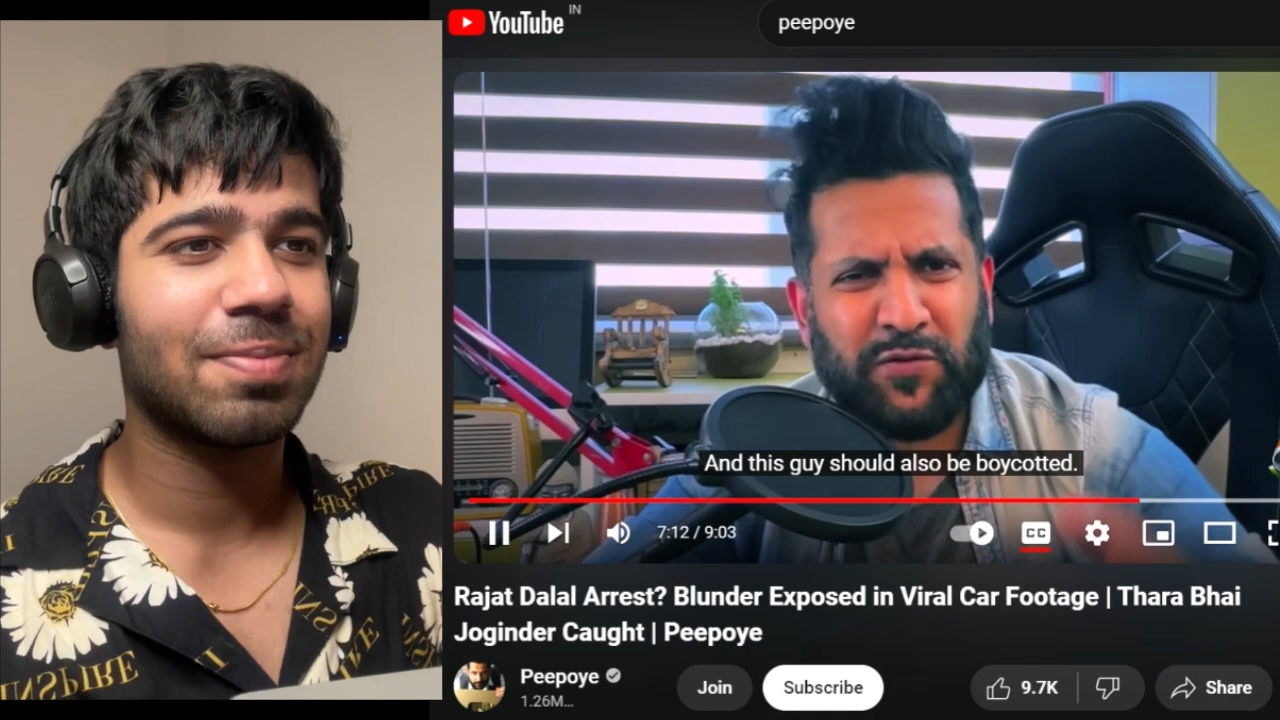 YouTube IN
peepoye
And this guy should also be boycotted.
7:12 / 9:03
CC
Rajat Dalal Arrest? Blunder Exposed in Viral Car Footage | Thara Bhai
Joginder Caught | Peepoye
Peepoye
1.26M...
Join
Subscribe
9.7K
Share
INSPIRE